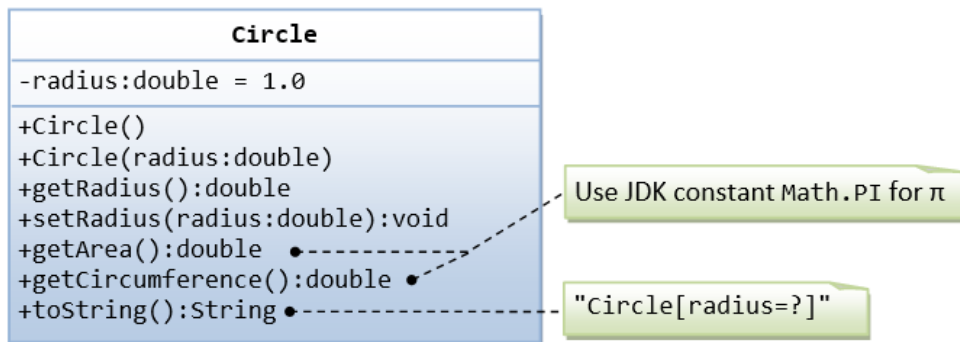 Circle
-radius:double = 1.0
+Circle()
+Circle(radius:double)
+getRadius():double
+setRadius(radius:double):void
+getArea():double
+getCircumference():double
+toString():String
Use JDK constant Math.PI for π
"Circle[radius=?]"